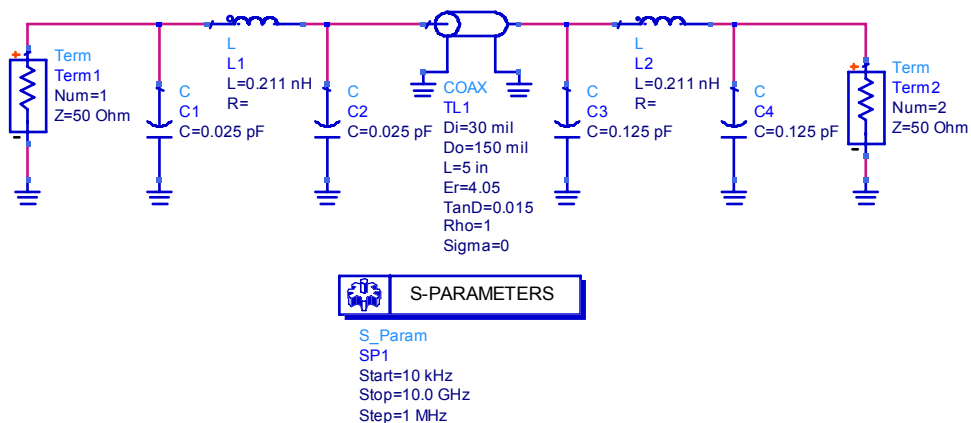 Term
Term1
Num=1
Z=50 Ohm
C
C1
C=0.025 pF
L
L1
L=0.211 nH
R=
C
C2
C=0.025 pF
COAX
TL1
Di=30 mil
Do=150 mil
L=5 in
Er=4.05
TanD=0.015
Rho=1
Sigma=0
C
C3
C=0.125 pF
L
L2
L=0.211 nH
R=
C
C4
C=0.125 pF
Term
Term2
Num=2
Z=50 Ohm
S-PARAMETERS
S_Param
SP1
Start=10 kHz
Stop=10.0 GHz
Step=1 MHz